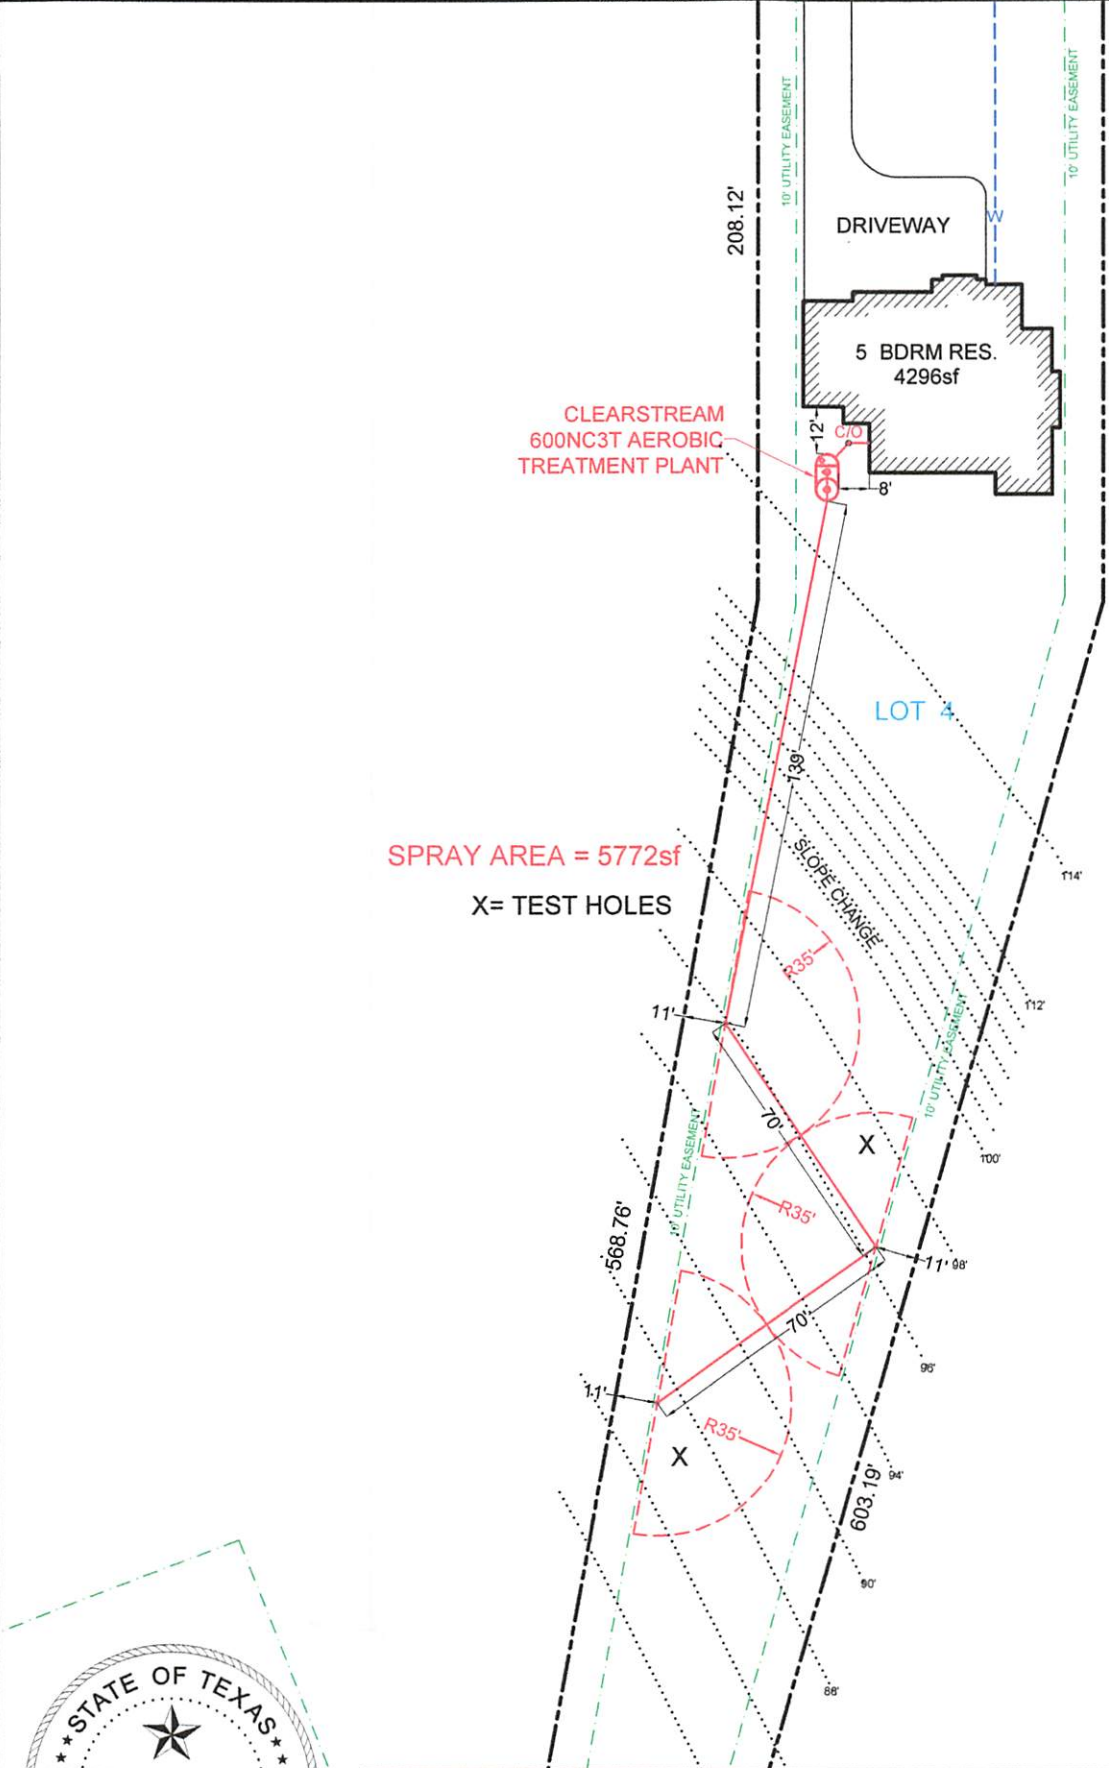 10' UTILITY EASEMENT
10' UTILITY EASEMENT
208.12'
DRIVEWAY
W
5 BDRM RES.
4296sf
CLEARSTREAM
600NC3T AEROBIC
TREATMENT PLANT
12'
C/O
8'
LOT 4
139'
SPRAY AREA = 5772sf
X= TEST HOLES
SLOPE CHANGE
114'
R35'
112'
11'
10' UTILITY EASEMENT
70'
X
100'
10' UTILITY EASEMENT
R35'
568.76'
11'
98'
70'
96'
11'
R35'
X
94'
603.19'
90'
88'
STATE OF TEXAS